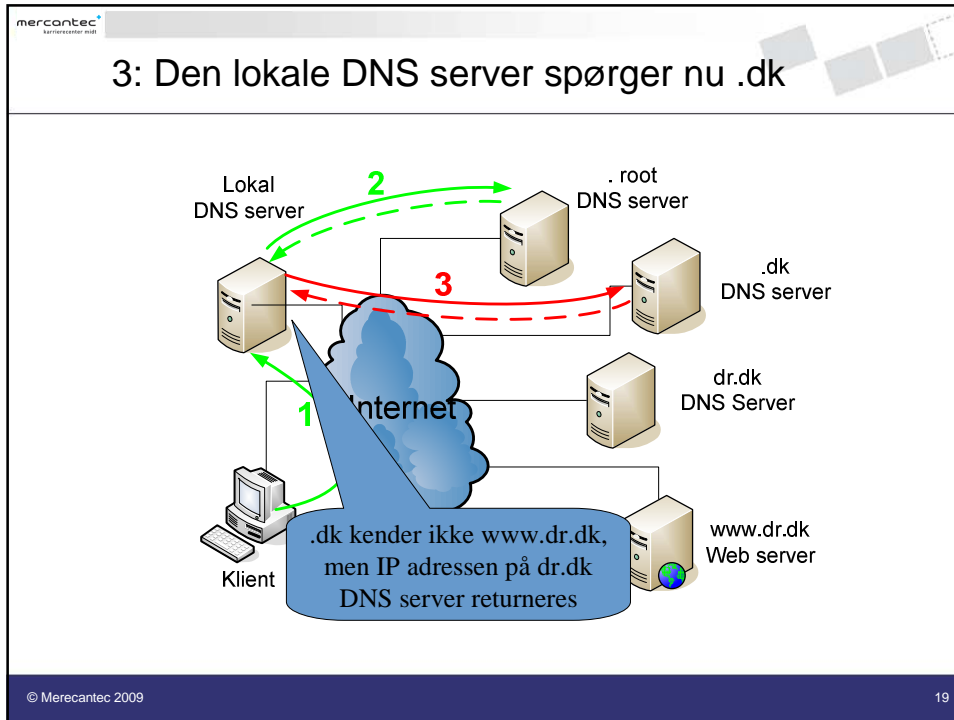 mercantec
karrierecenter midt
3: Den lokale DNS server spørger nu .dk
Lokal
DNS server
2
. root
DNS server
3
.dk
DNS server
dr.dk
DNS Server
1
Internet
Klient
.dk kender ikke www.dr.dk,
men IP adressen på dr.dk
DNS server returneres
www.dr.dk
Web server
© Merecantec 2009
19